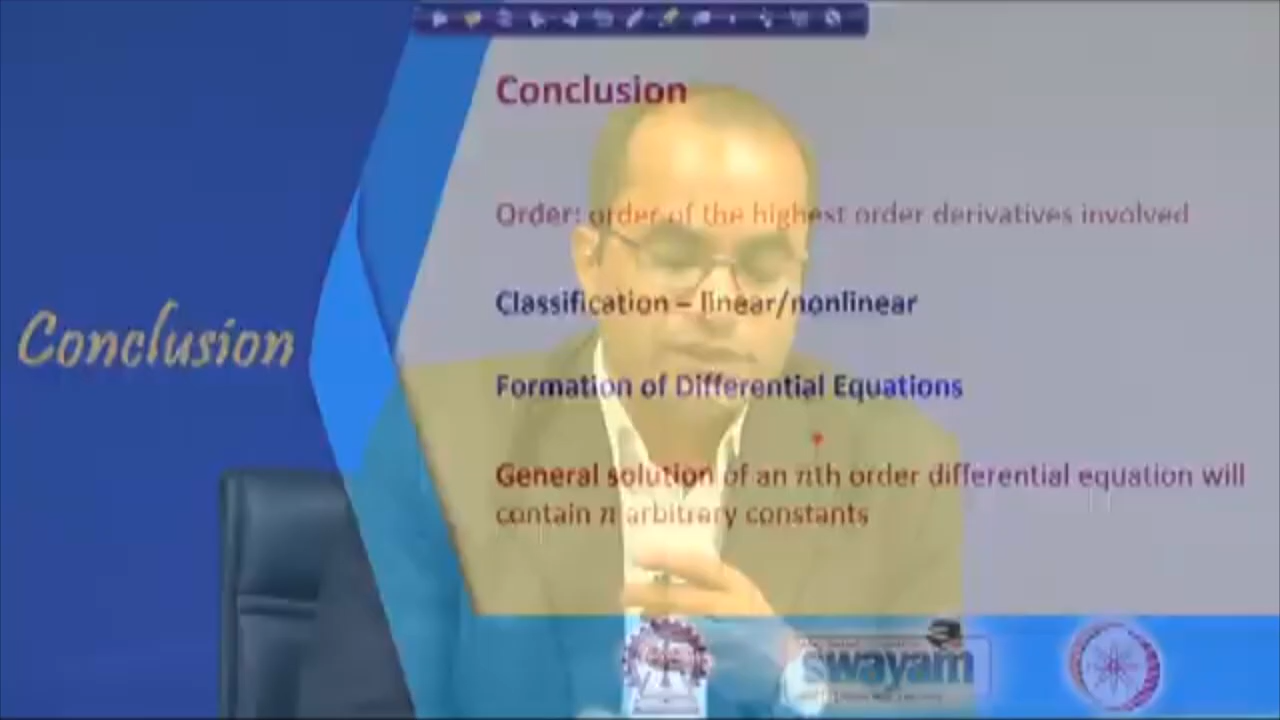 Conclusion
Order: order of the highest order derivatives involved
Classification – linear/nonlinear
Conclusion
Formation of Differential Equations
General solution of an nth order differential equation will
contain n arbitrary constants
swayam